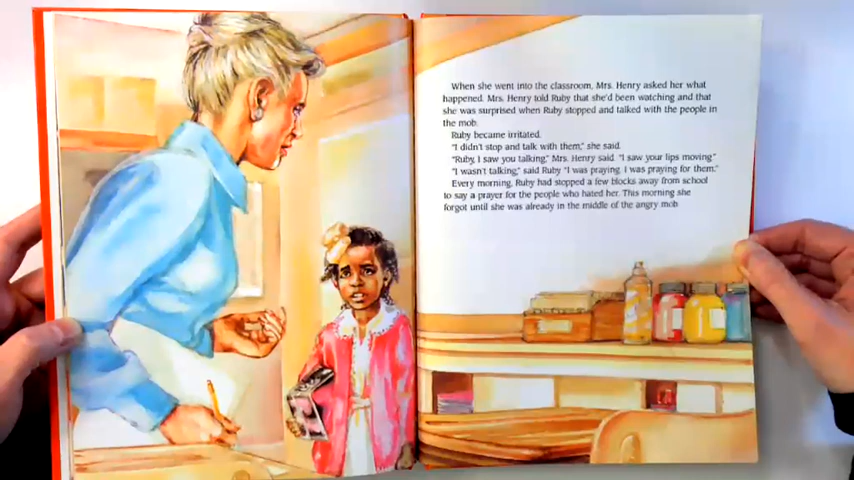 When she went into the classroom, Mrs. Henry asked her what
happened. Mrs. Henry told Ruby that she'd been watching and that
she was surprised when Ruby stopped and talked with the people in
the mob.
Ruby became irritated.
"I didn't stop and talk with them," she said.
"Ruby, I saw you talking," Mrs. Henry said. "I saw your lips moving."
"I wasn't talking," said Ruby. "I was praying. I was praying for them."
Every morning, Ruby had stopped a few blocks away from school
to say a prayer for the people who hated her. This morning she
forgot until she was already in the middle of the angry mob.